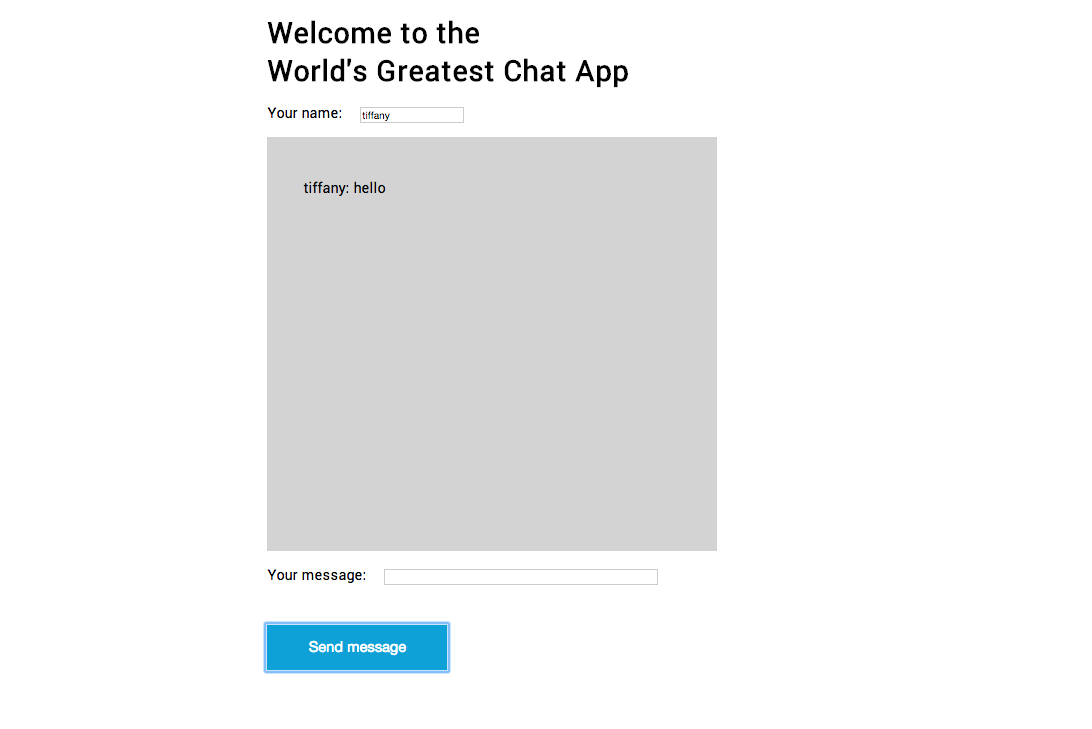 Welcome to the
World's Greatest Chat App
Your name: tiffany
tiffany: hello
Your message:
Send message